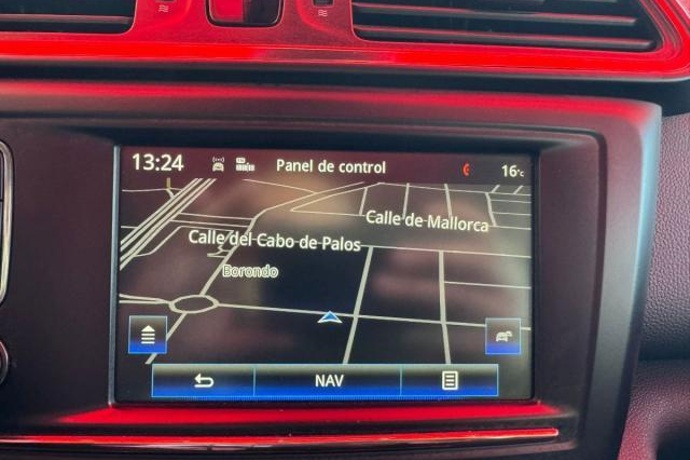 13:24 Panel de control 16°c
Calle de Mallorca
Calle del Cabo de Palos
Borondo
NAV